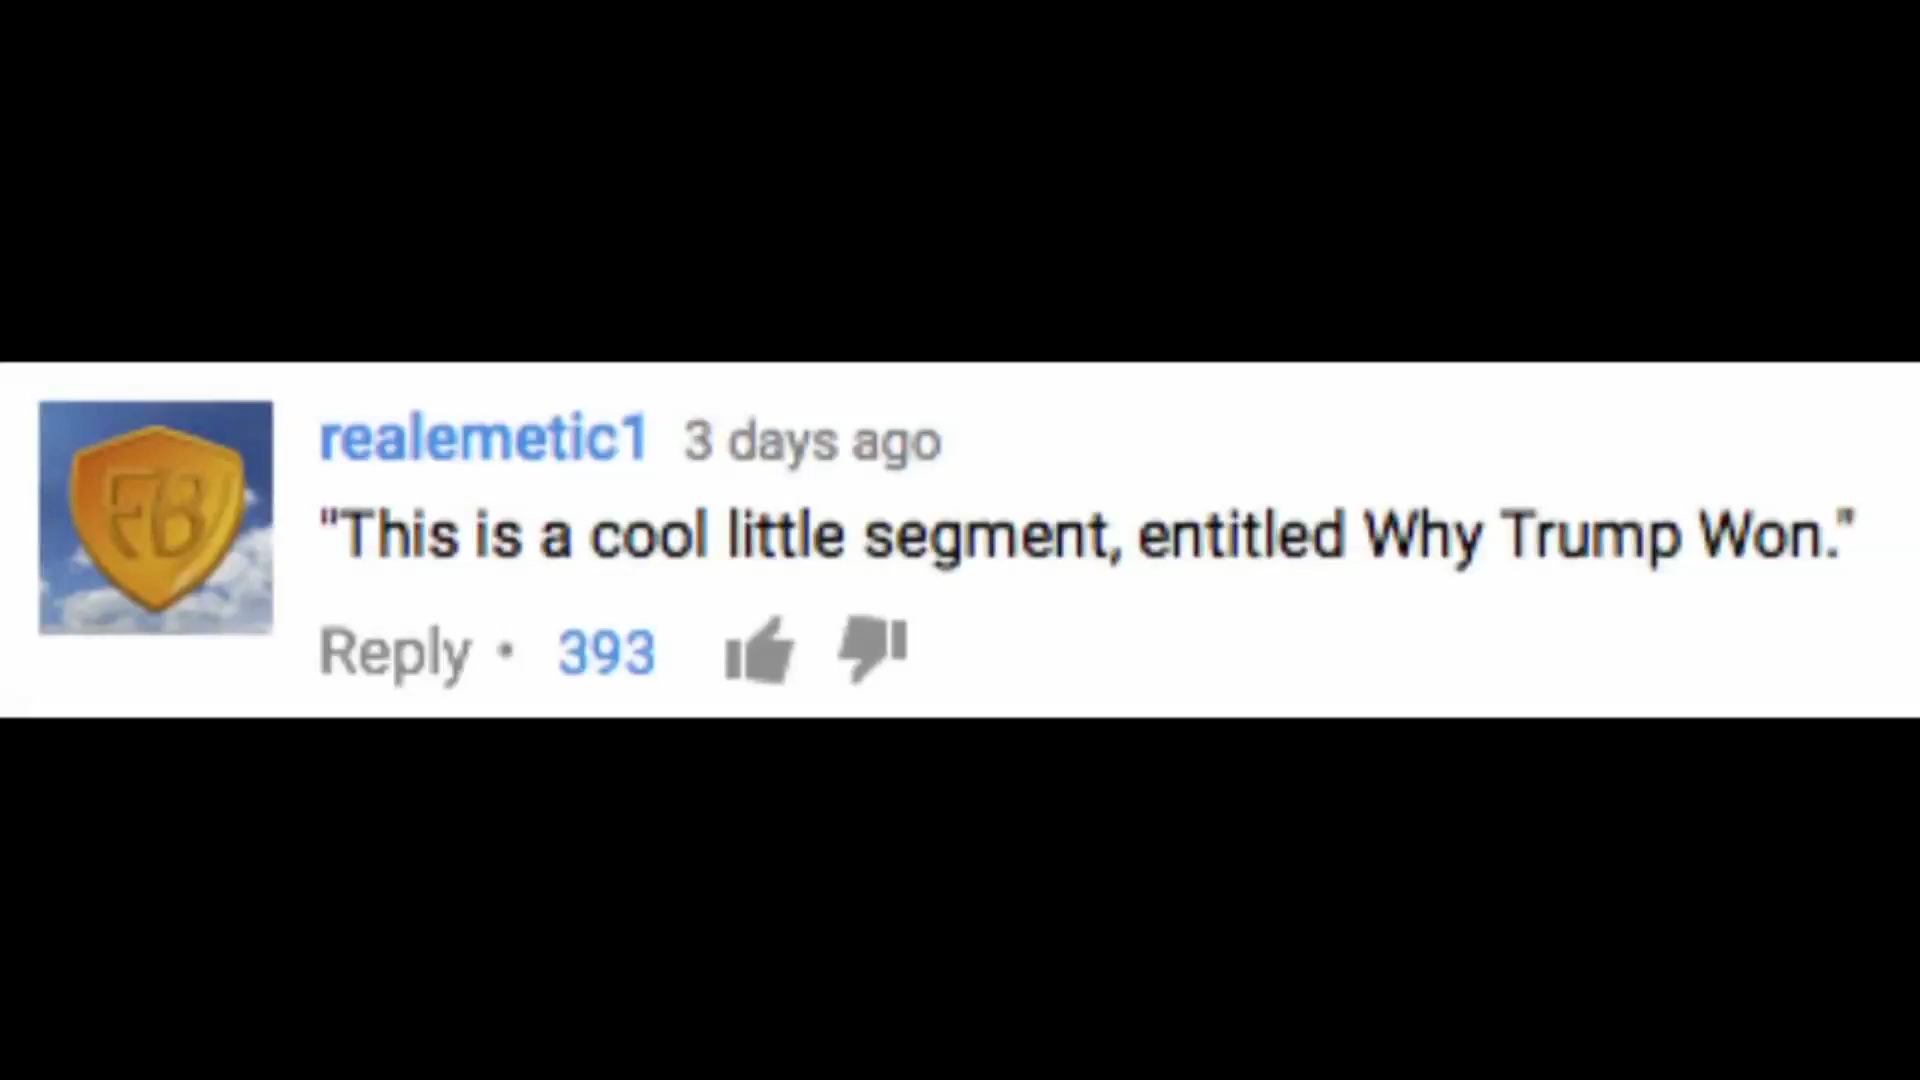 realemetic1 3 days ago
"This is a cool little segment, entitled Why Trump Won."
Reply • 393